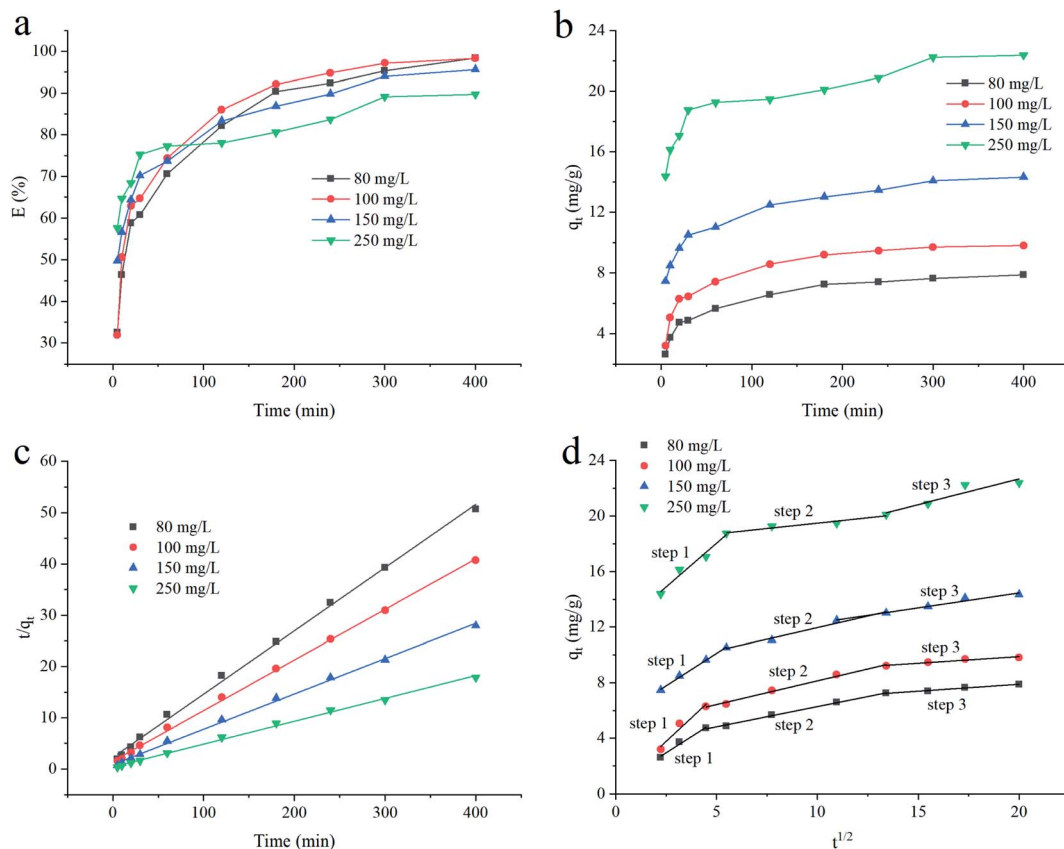 a
E (%)
100
90
80
70
60
50
40
30
80 mg/L
100 mg/L
150 mg/L
250 mg/L
0
100
200
300
400
Time (min)
b
qt (mg/g)
24
20
16
12
8
4
80 mg/L
100 mg/L
150 mg/L
250 mg/L
0
100
200
300
400
Time (min)
c
t/qt
60
50
40
30
20
10
0
80 mg/L
100 mg/L
150 mg/L
250 mg/L
0
100
200
300
400
Time (min)
d
80 mg/L
100 mg/L
150 mg/L
250 mg/L
qt (mg/g)
24
20
16
12
8
4
0
step 1
step 2
step 3
step 1
step 2
step 3
step 1
step 2
step 3
step 1
step 2
step 3
0
5
10
15
20
t1/2